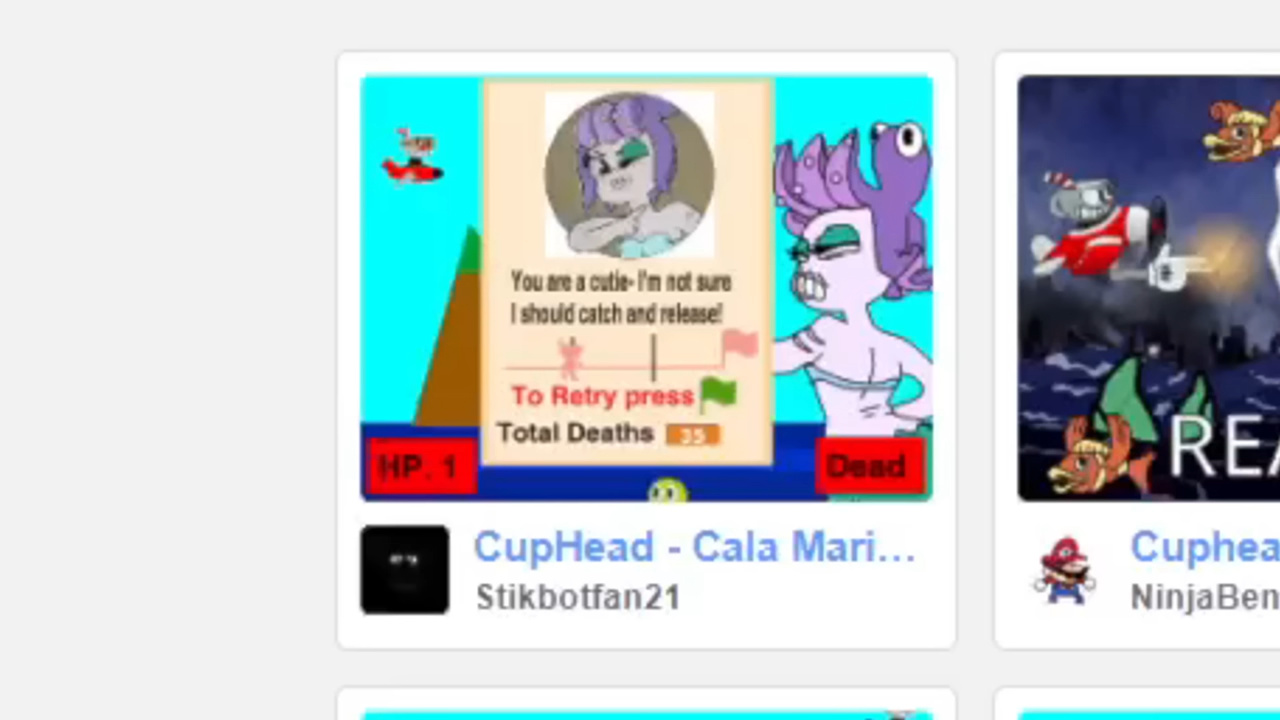 You are a cutie- I'm not sure
I should catch and release!
To Retry press
Total Deaths 35
HP. 1
Dead
REA
CupHead - Cala Mari...
Stikbotfan21
Cuphea
NinjaBen